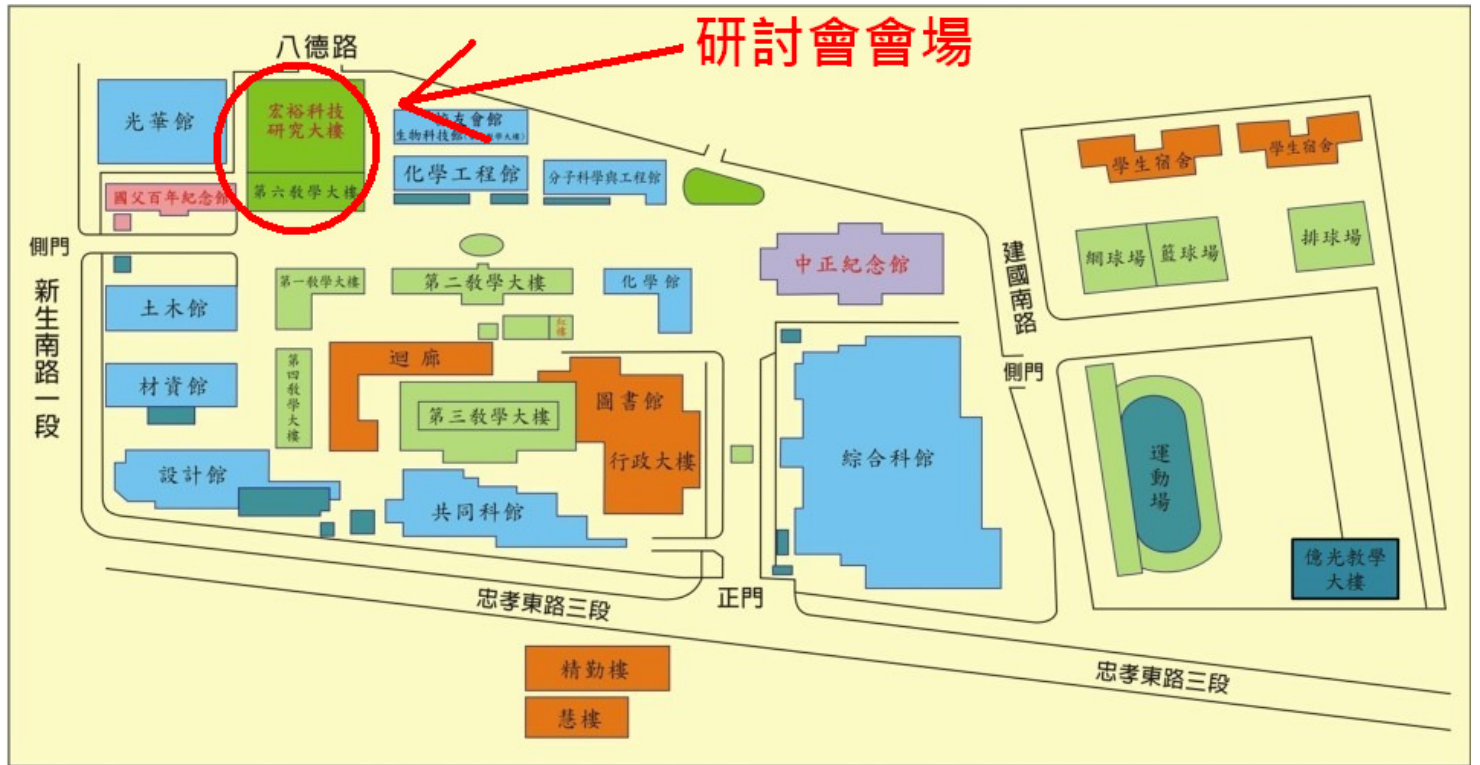 研討會會場
八德路
光華館
宏裕科技
研究大樓
校友會館
化學工程館
分子科學與工程館
學生宿舍
學生宿舍
國父百年紀念館
第六教學大樓
側門
中正紀念館
建國南路
網球場
籃球場
排球場
新生南路一段
土木館
第一教學大樓
第二教學大樓
化學館
紅樓
材資館
第四教學大樓
迴廊
第三教學大樓
圖書館
行政大樓
側門
綜合科館
運動場
設計館
共同科館
億光教學
大樓
忠孝東路三段
正門
忠孝東路三段
精勤樓
慧樓